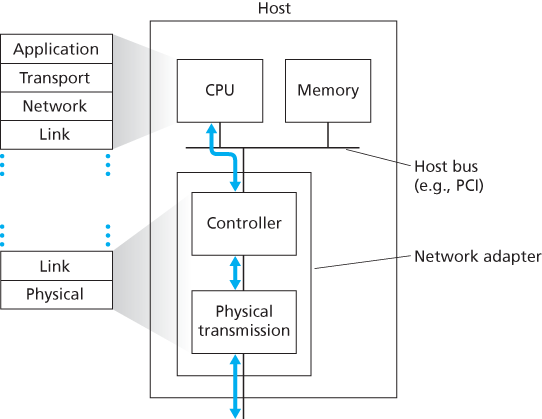 Host
Application
Transport
Network
Link
CPU
Memory
Host bus
(e.g., PCI)
Controller
Network adapter
Link
Physical
Physical
transmission